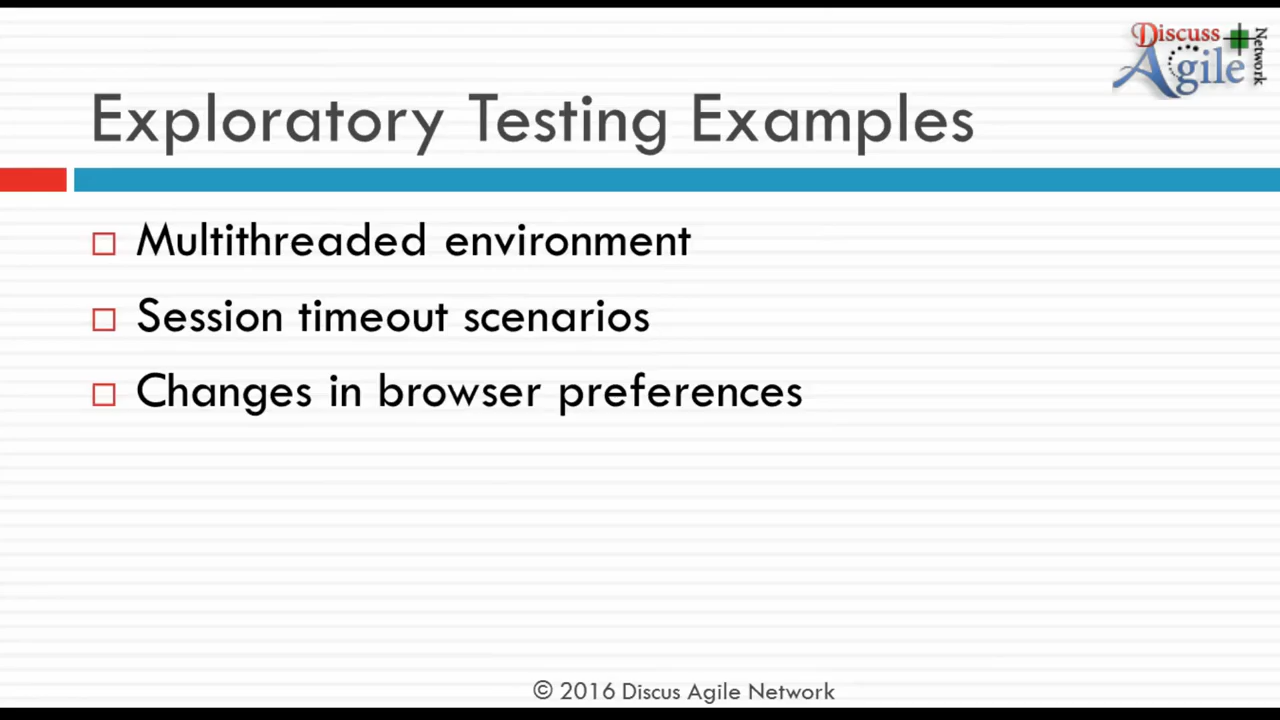 Discuss
Agile
Network
Exploratory Testing Examples
Multithreaded environment
Session timeout scenarios
Changes in browser preferences
© 2016 Discus Agile Network